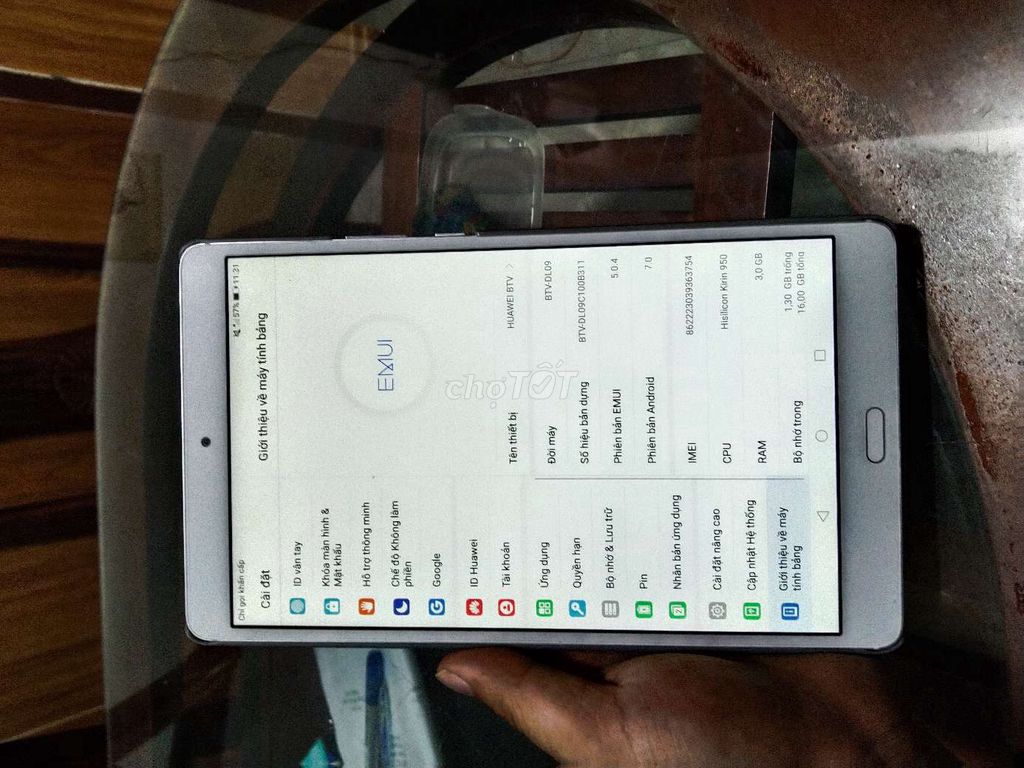 Chỉ gọi khẩn cấp
57% 11:21
Cài đặt
ID vân tay
Khóa màn hình &
Mật khẩu
Hỗ trợ thông minh
Chế độ Không làm
phiền
Google
ID Huawei
Tài khoản
Ứng dụng
Quyền hạn
Bộ nhớ & Lưu trữ
Pin
Nhân bản ứng dụng
Cài đặt nâng cao
Cập nhật Hệ thống
Giới thiệu về máy
tính bảng
Giới thiệu về máy tính bảng
EMUI
Tên thiết bị HUAWEI BTV
Đời máy BTV-DL09
Số hiệu bản dựng BTV-DL09C100B311
Phiên bản EMUI 5.0.4
Phiên bản Android 7.0
IMEI 862223039363754
CPU Hisilicon Kirin 950
RAM 3,0 GB
Bộ nhớ trong 1,30 GB trống
16,00 GB tổng
chợTỐT